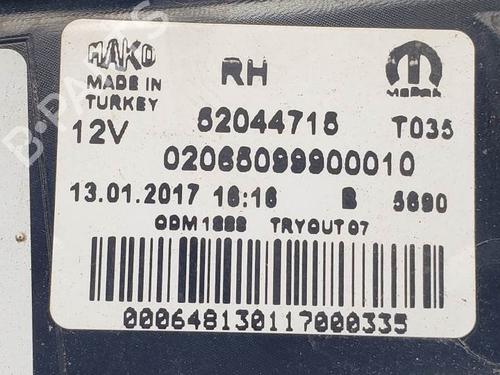 MAKO
MADE IN
TURKEY
RH
MOPAR
12V
52044715
T035
02065099900010
13.01.2017 16:16 B 5690
ODM1888 TRYOUT07
000648130117000335
B-PARTS